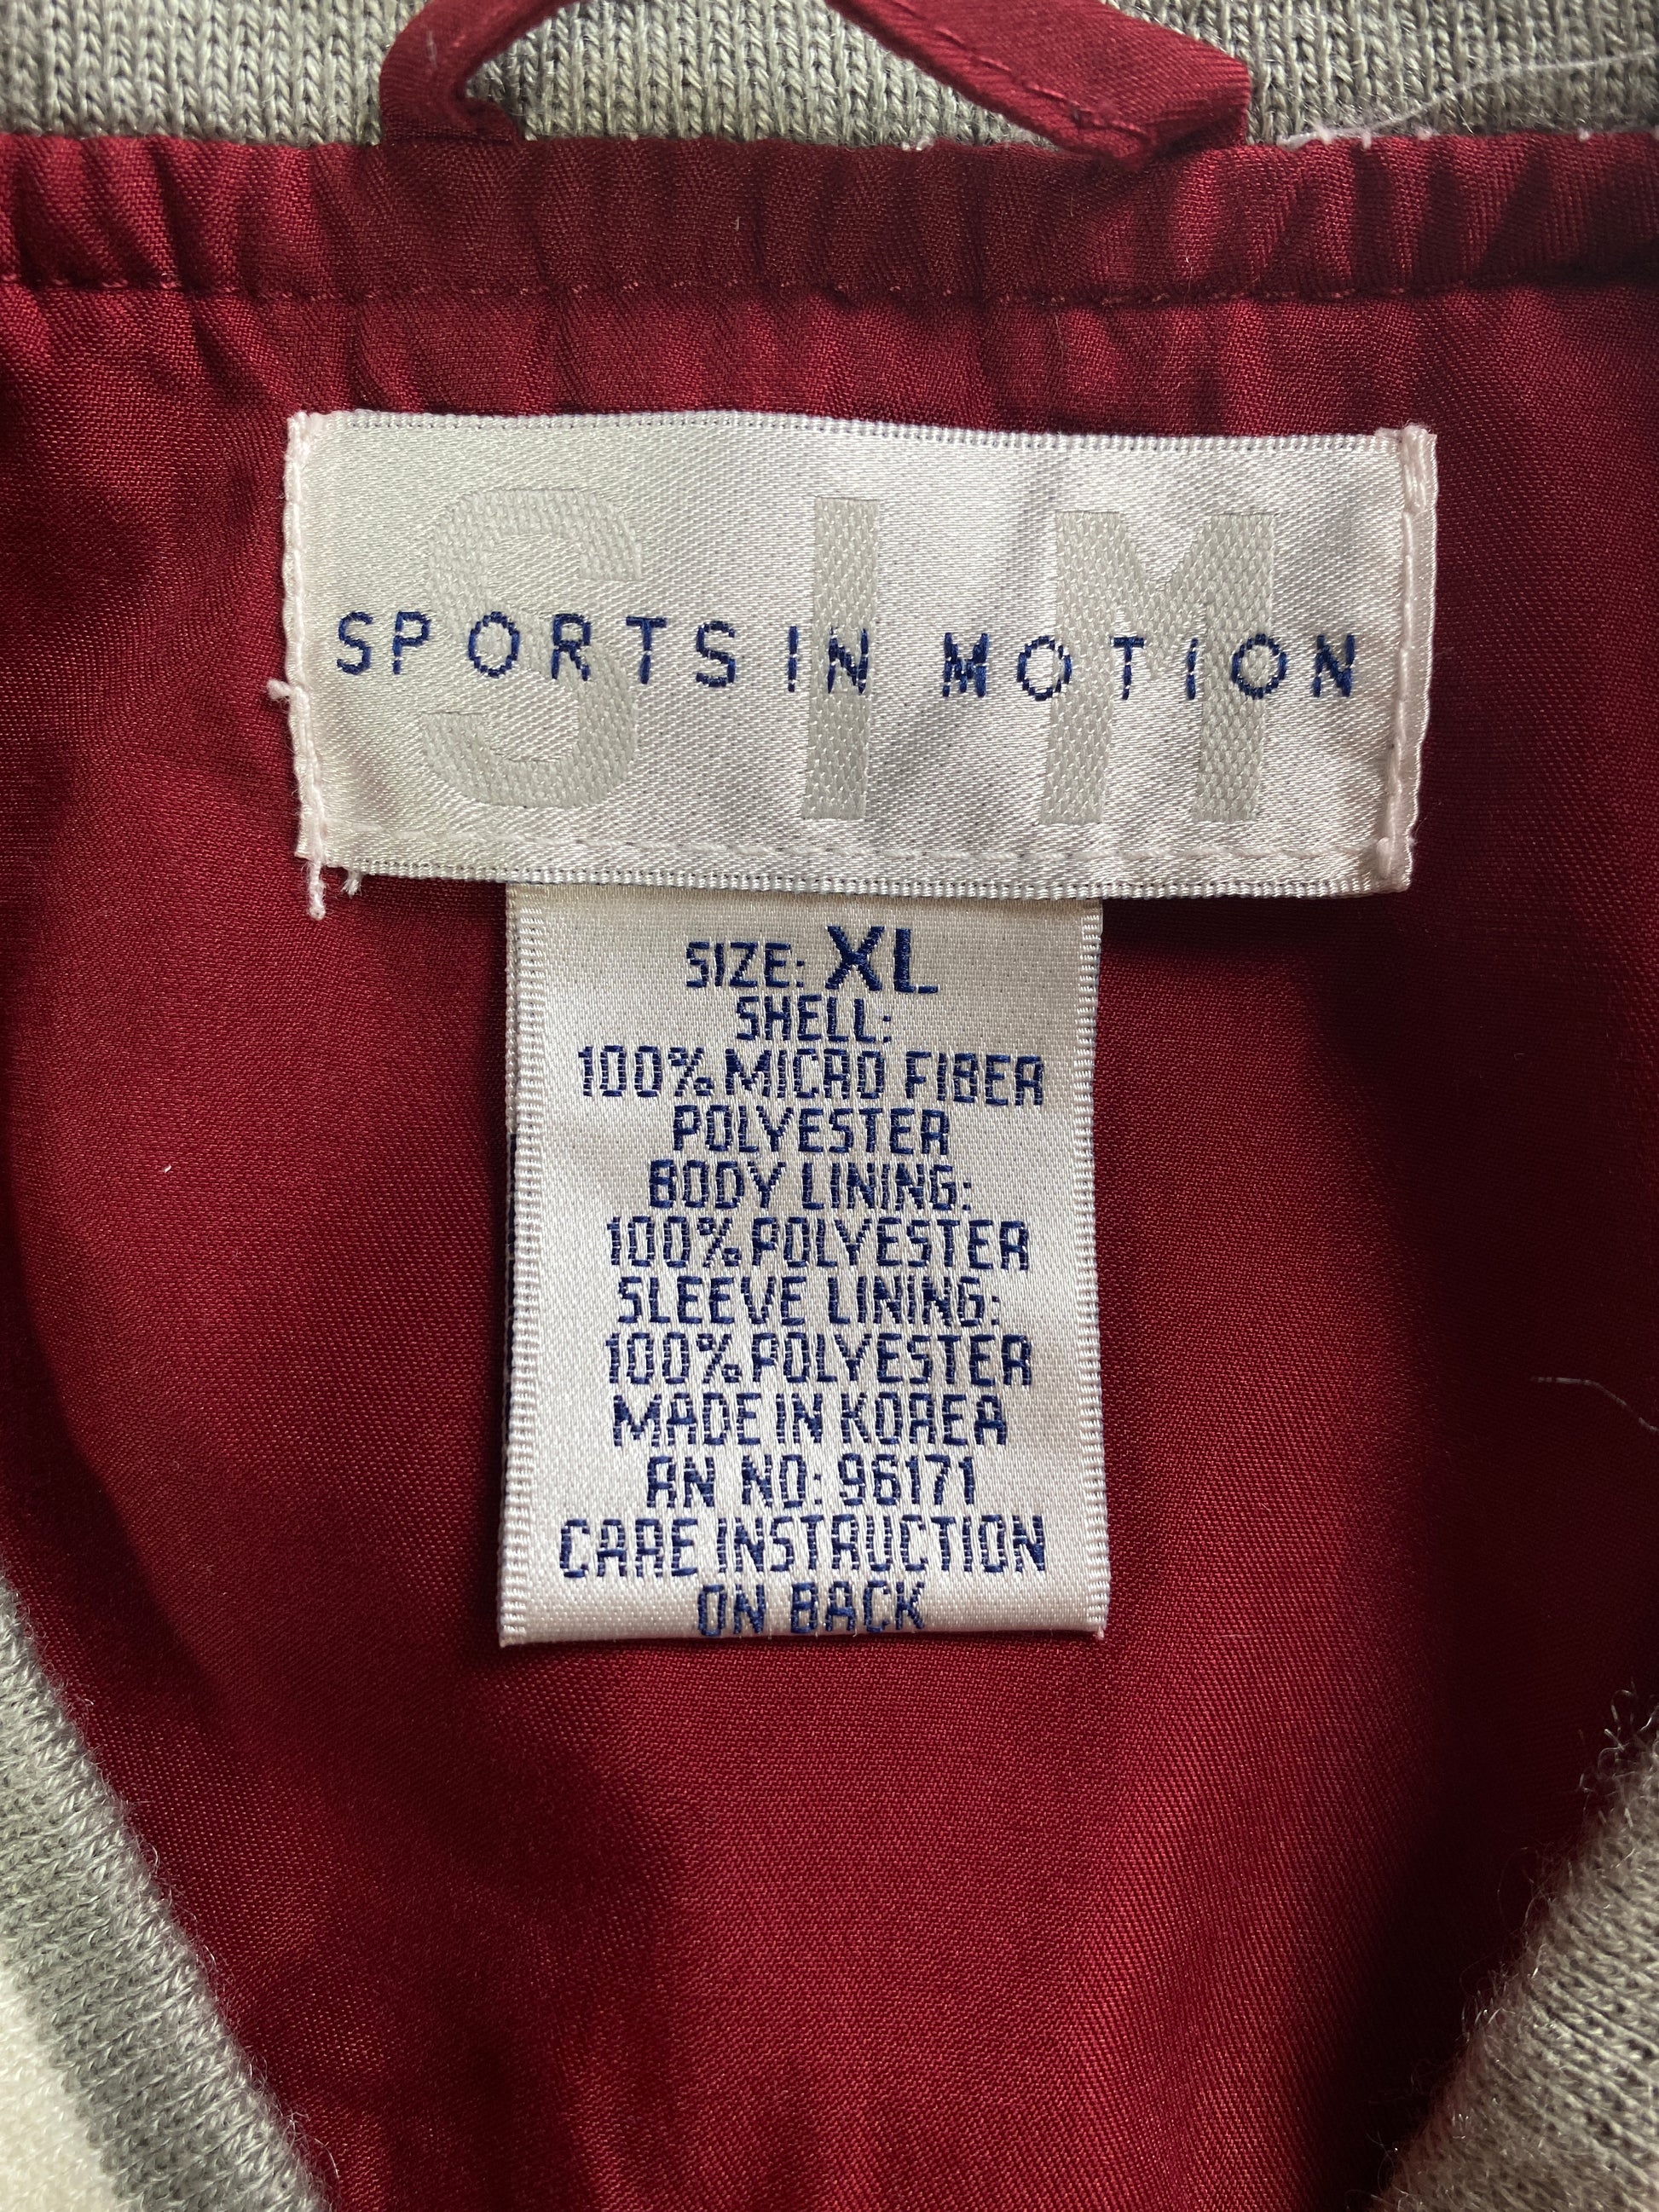 SIM
SPORTS IN MOTION
SIZE: XL
SHELL:
100% MICRO FIBER
POLYESTER
BODY LINING:
100% POLYESTER
SLEEVE LINING:
100% POLYESTER
MADE IN KOREA
AN NO: 96171
CARE INSTRUCTION
ON BACK